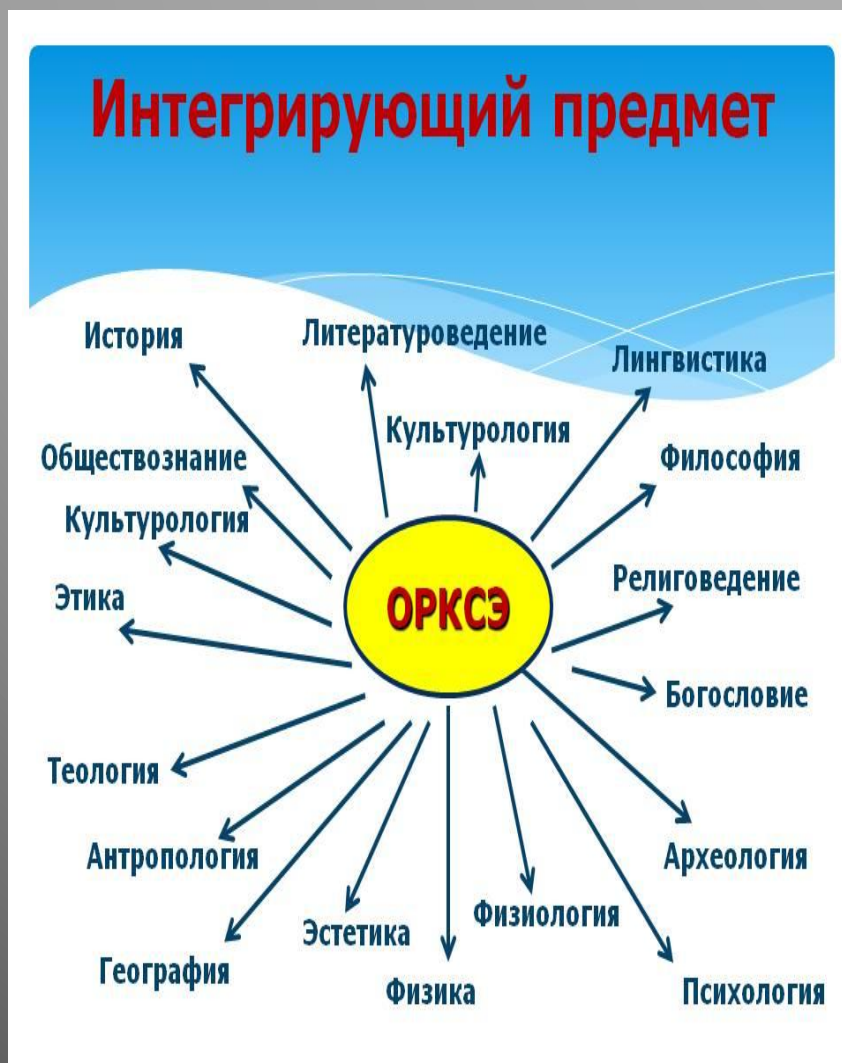 Интегрирующий предмет
История
Литературоведение
Лингвистика
Культурология
Обществознание
Философия
Культурология
Религоведение
Этика
ОРКСЭ
Богословие
Теология
Антропология
Археология
Физиология
Эстетика
География
Физика
Психология